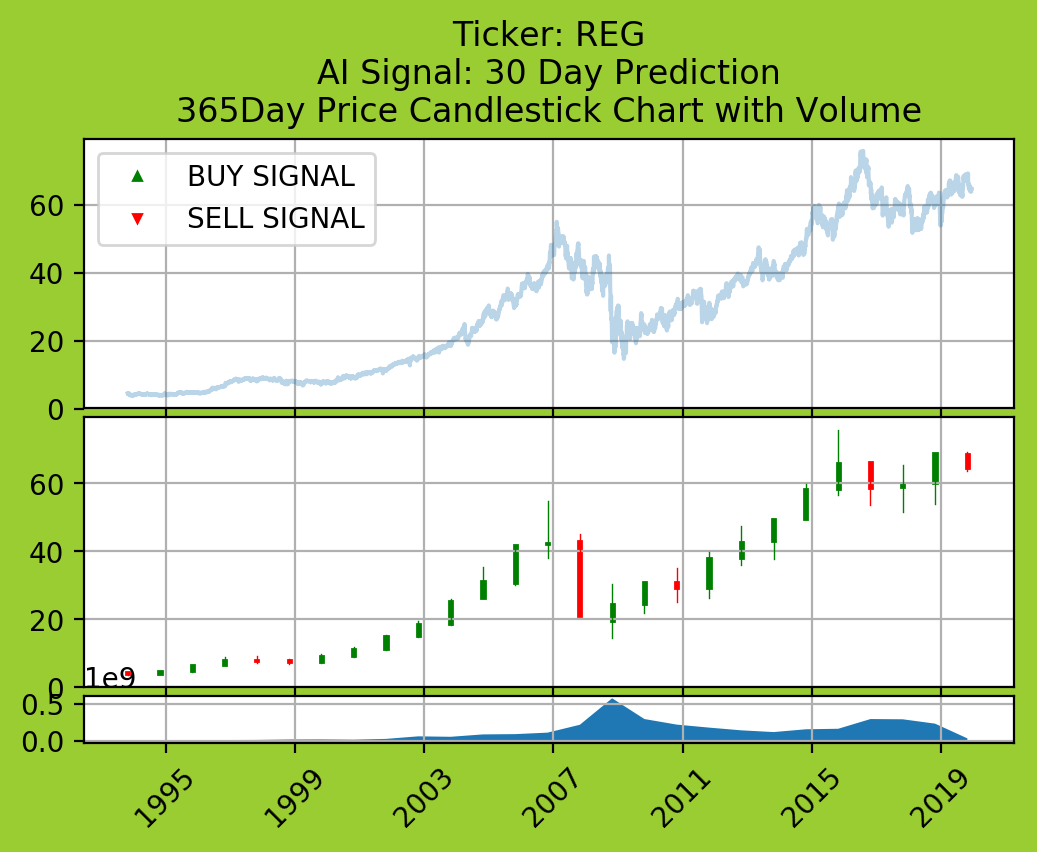 Ticker: REG
AI Signal: 30 Day Prediction
365Day Price Candlestick Chart with Volume
BUY SIGNAL
SELL SIGNAL
60
40
20
0
60
40
20
0
1e9
0.5
0.0
1995
1999
2003
2007
2011
2015
2019